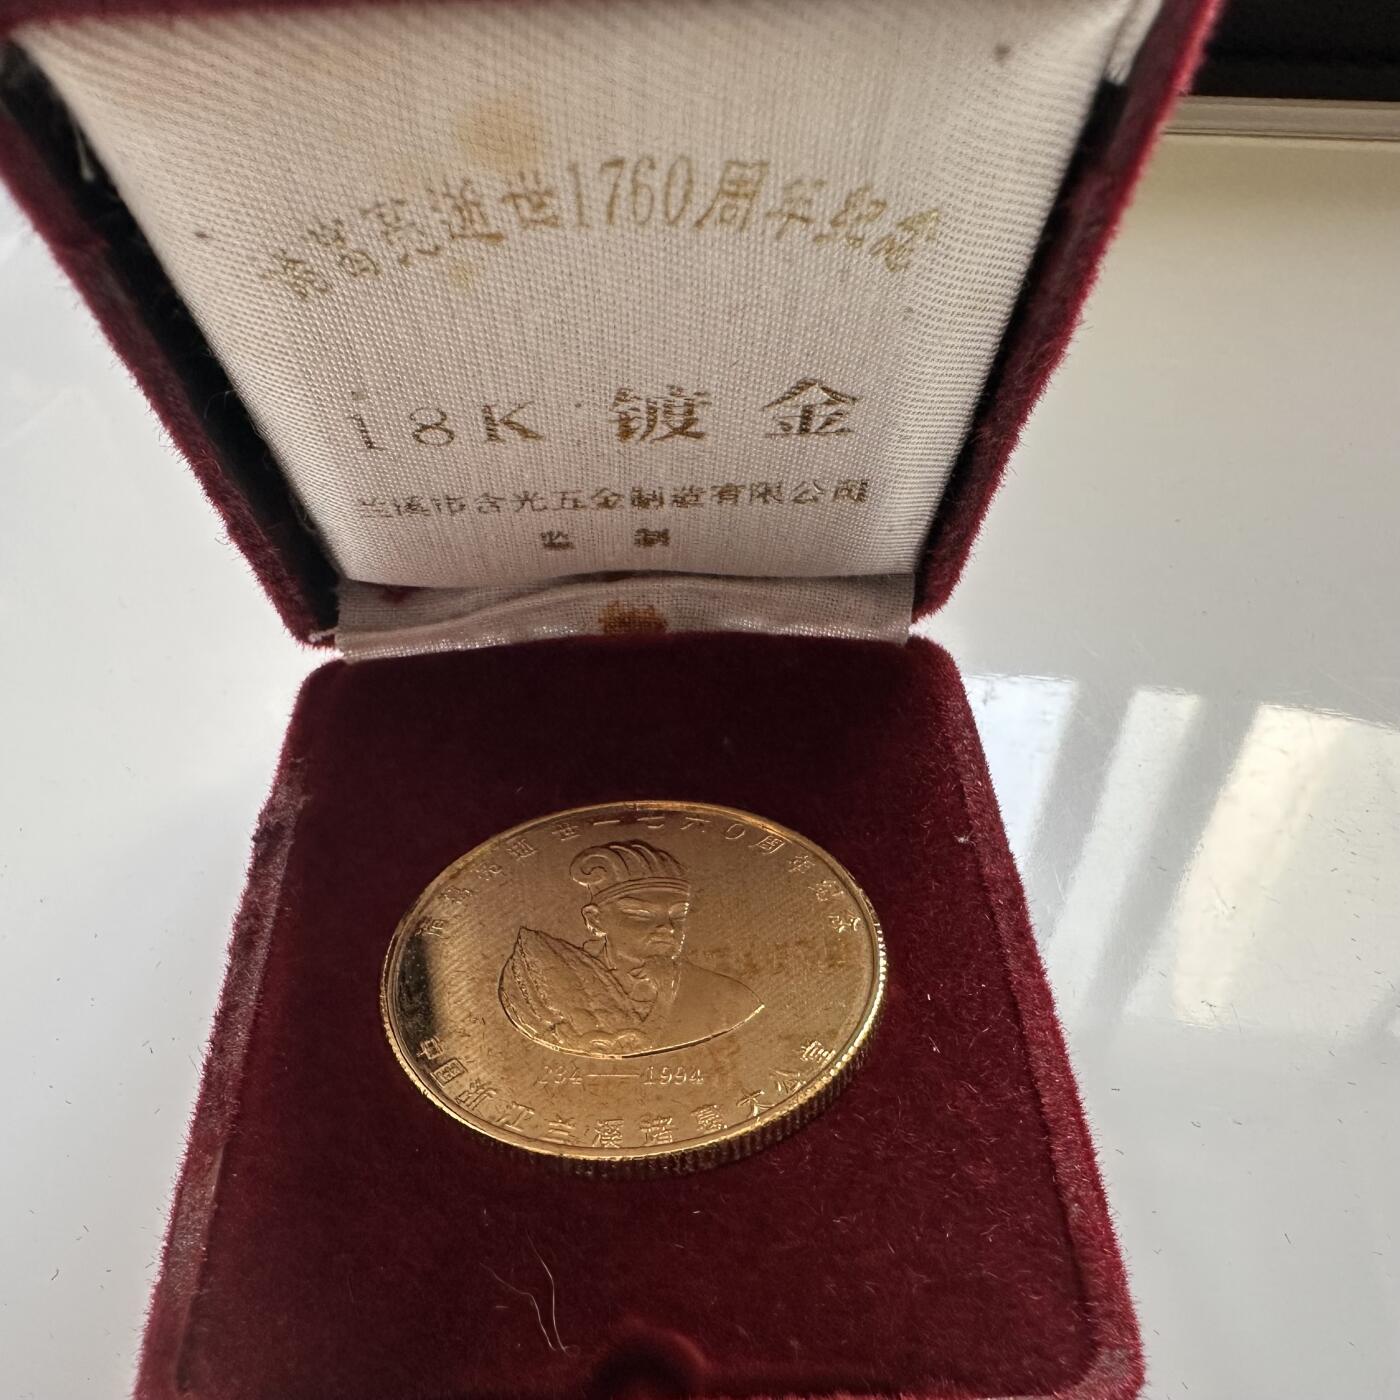 诸葛亮逝世1760周年纪念
18K 镀金
兰溪市含光五金制造有限公司
监制
诸葛亮逝世一七六〇周年纪念
234——1994
中国浙江兰溪诸葛大公堂